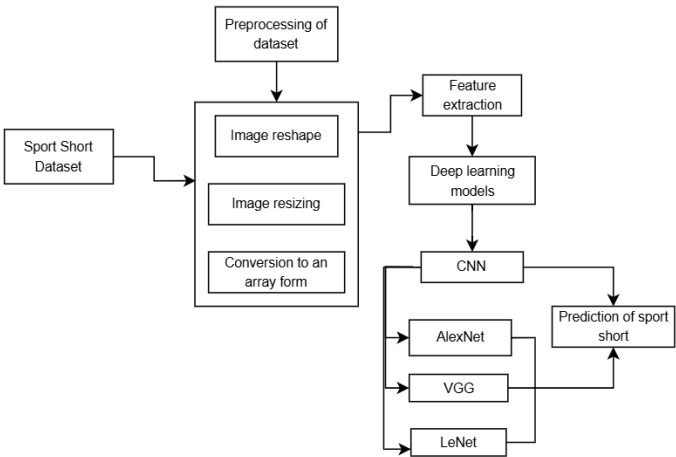 Preprocessing of
dataset
Sport Short
Dataset
Image reshape
Image resizing
Conversion to an
array form
Feature
extraction
Deep learning
models
CNN
AlexNet
VGG
LeNet
Prediction of sport
short